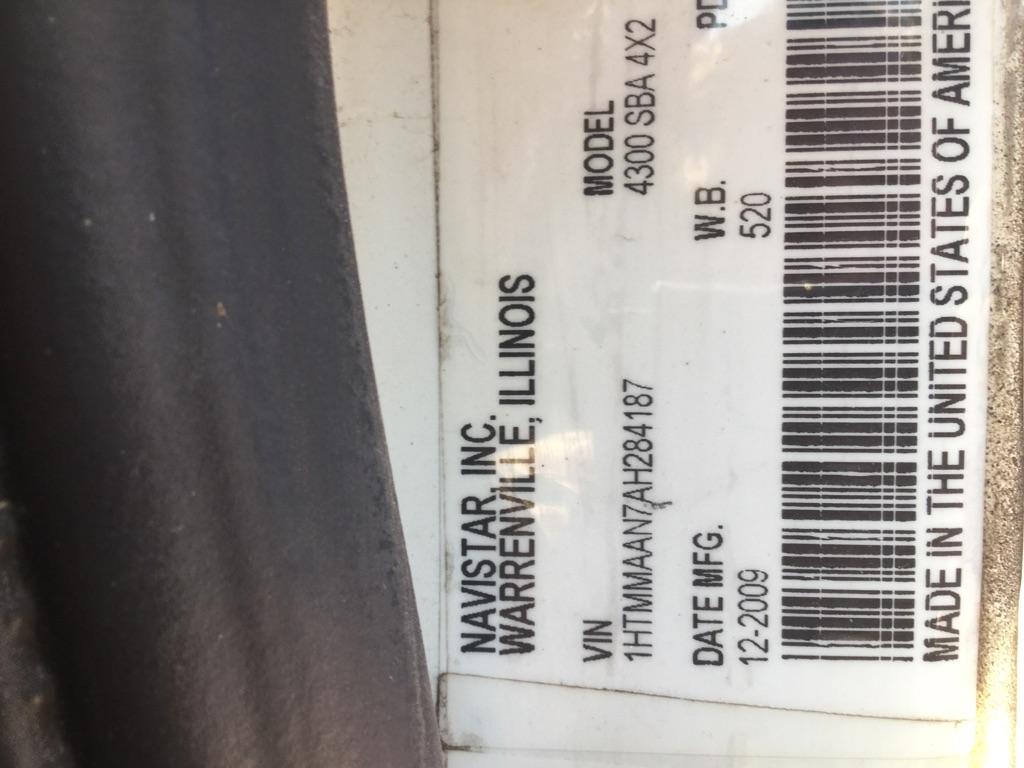 NAVISTAR, INC.
WARRENVILLE, ILLINOIS
VIN MODEL
1HTMMAAN7AH284187 4300 SBA 4X2
DATE MFG. W.B.
12-2009 520
MADE IN THE UNITED STATES OF AMERI